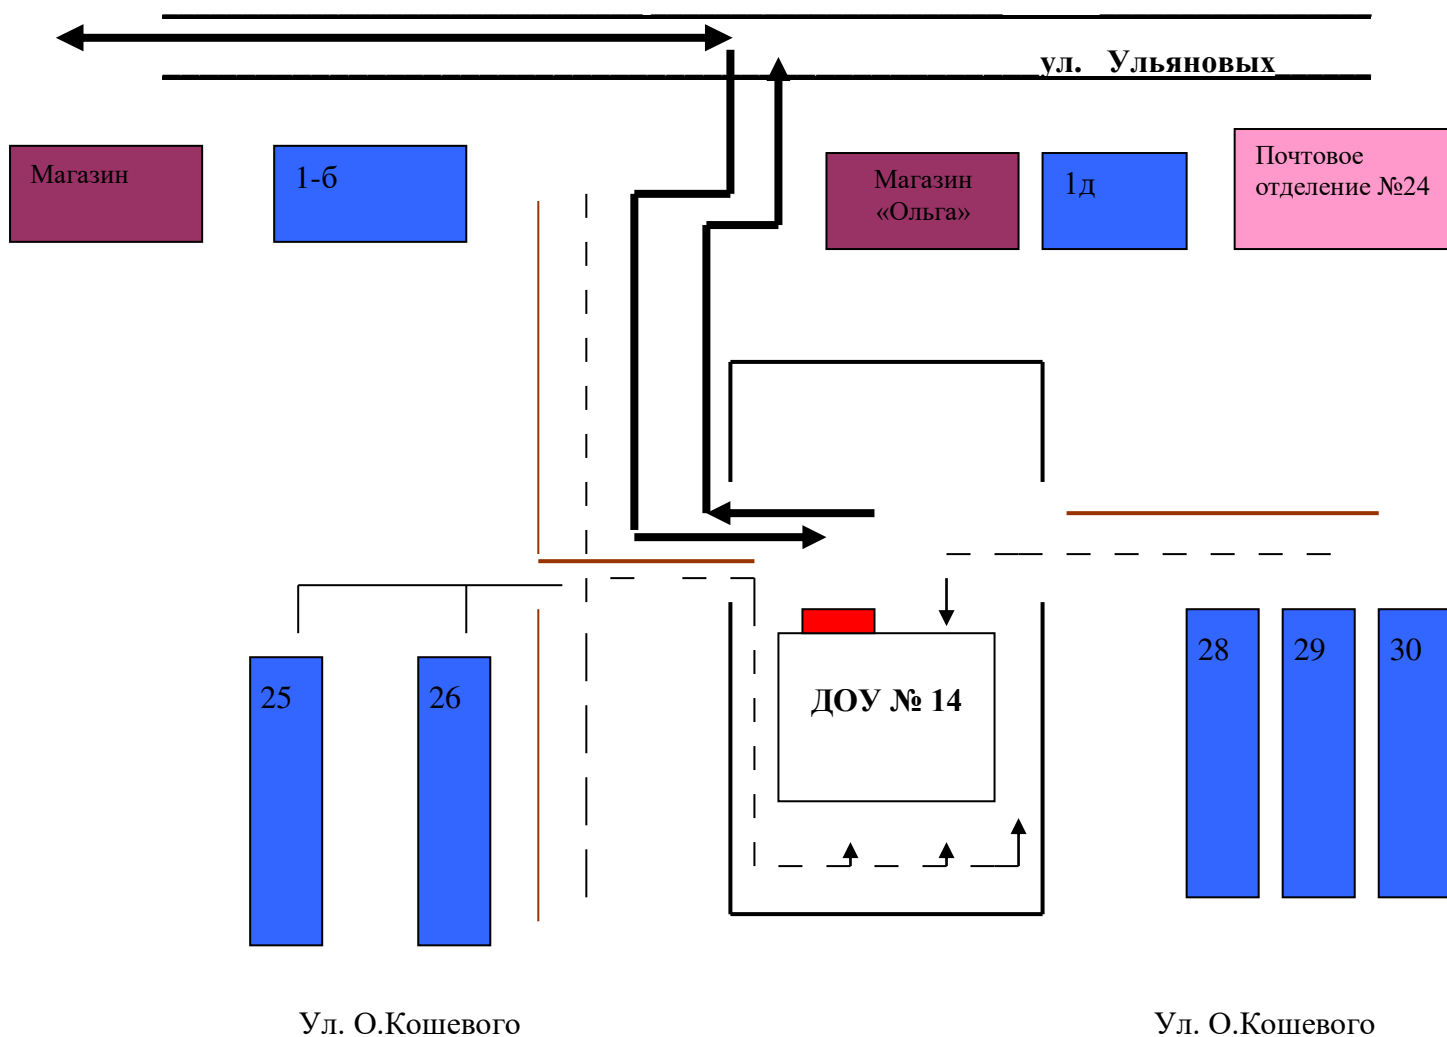 ул. Ульяновых
Магазин
1-б
Магазин
«Ольга»
1д
Почтовое
отделение №24
25
26
ДОУ № 14
28
29
30
Ул. О.Кошевого
Ул. О.Кошевого